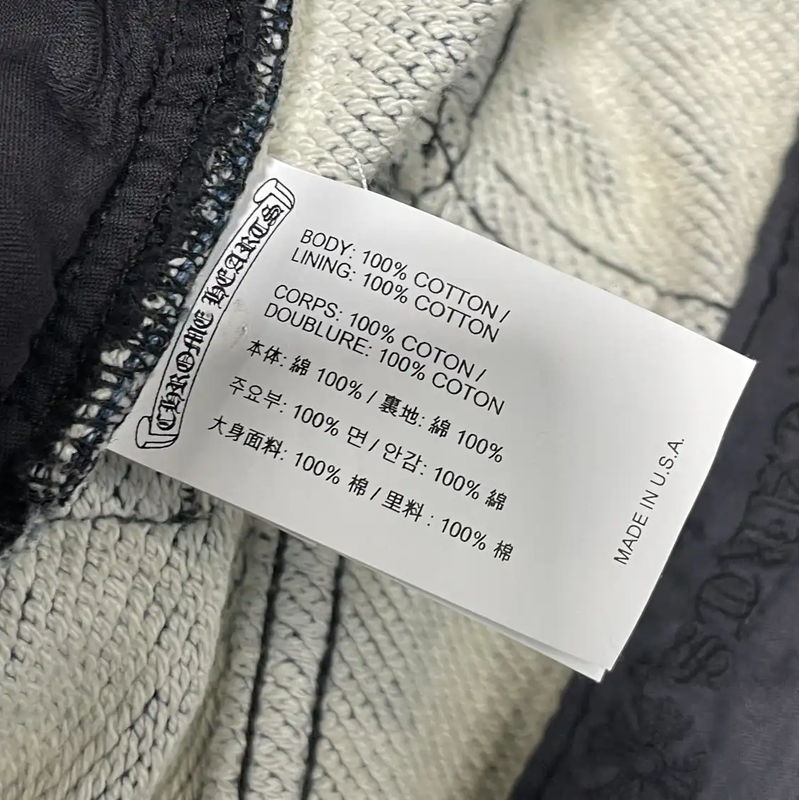 CHROME HEARTS
BODY: 100% COTTON /
LINING: 100% COTTON
CORPS: 100% COTON /
DOUBLURE: 100% COTON
本体: 綿 100% / 裏地: 綿 100%
주요부: 100% 면 / 안감: 100% 綿
大身面料: 100% 棉 / 里料 : 100% 棉
MADE IN U.S.A.